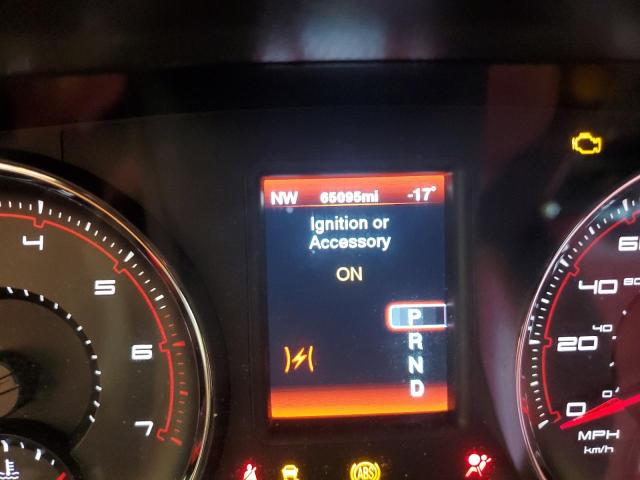 NW 65095mi -17°
Ignition or
Accessory
ON
P
R
N
D
4
5
6
7
60
40 80
20 40
0 0
MPH
km/h
ABS